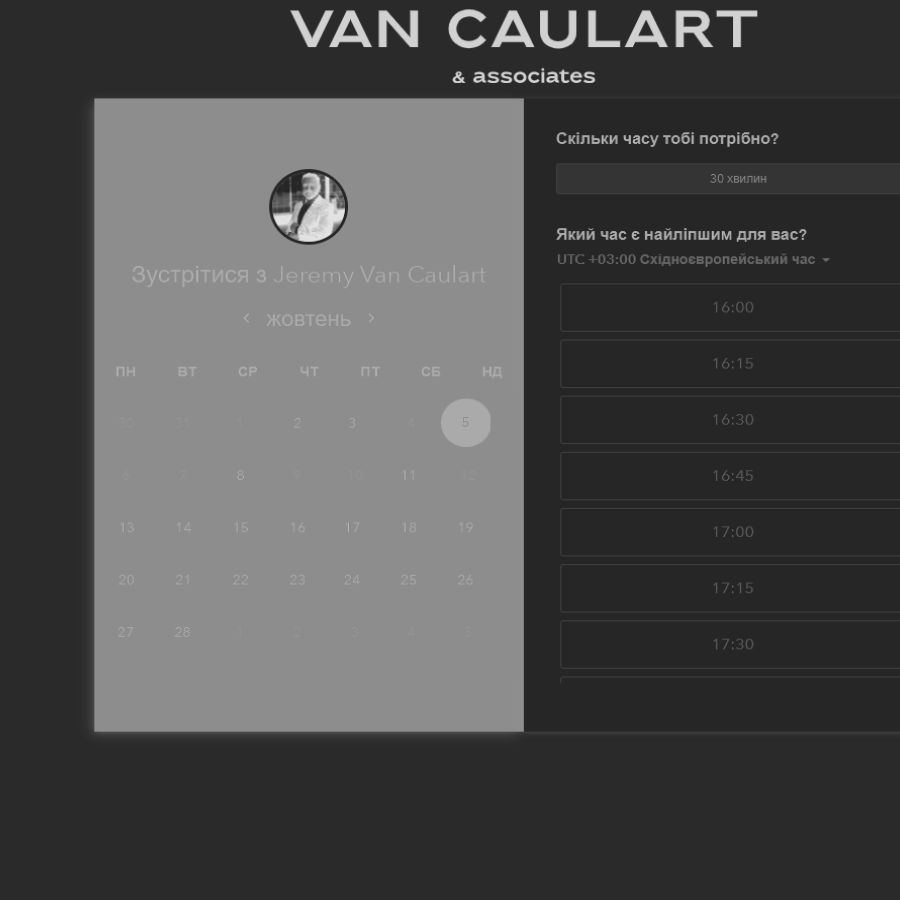 VAN CAULART
& associates
Зустрітися з Jeremy Van Caulart
жовтень
ПН ВТ СР ЧТ ПТ СБ НД
30 31 1 2 3 4 5
6 7 8 9 10 11 12
13 14 15 16 17 18 19
20 21 22 23 24 25 26
27 28 1 2 3 4 5
Скільки часу тобі потрібно?
30 хвилин
Який час є найліпшим для вас?
UTC +03:00 Східноєвропейський час
16:00
16:15
16:30
16:45
17:00
17:15
17:30